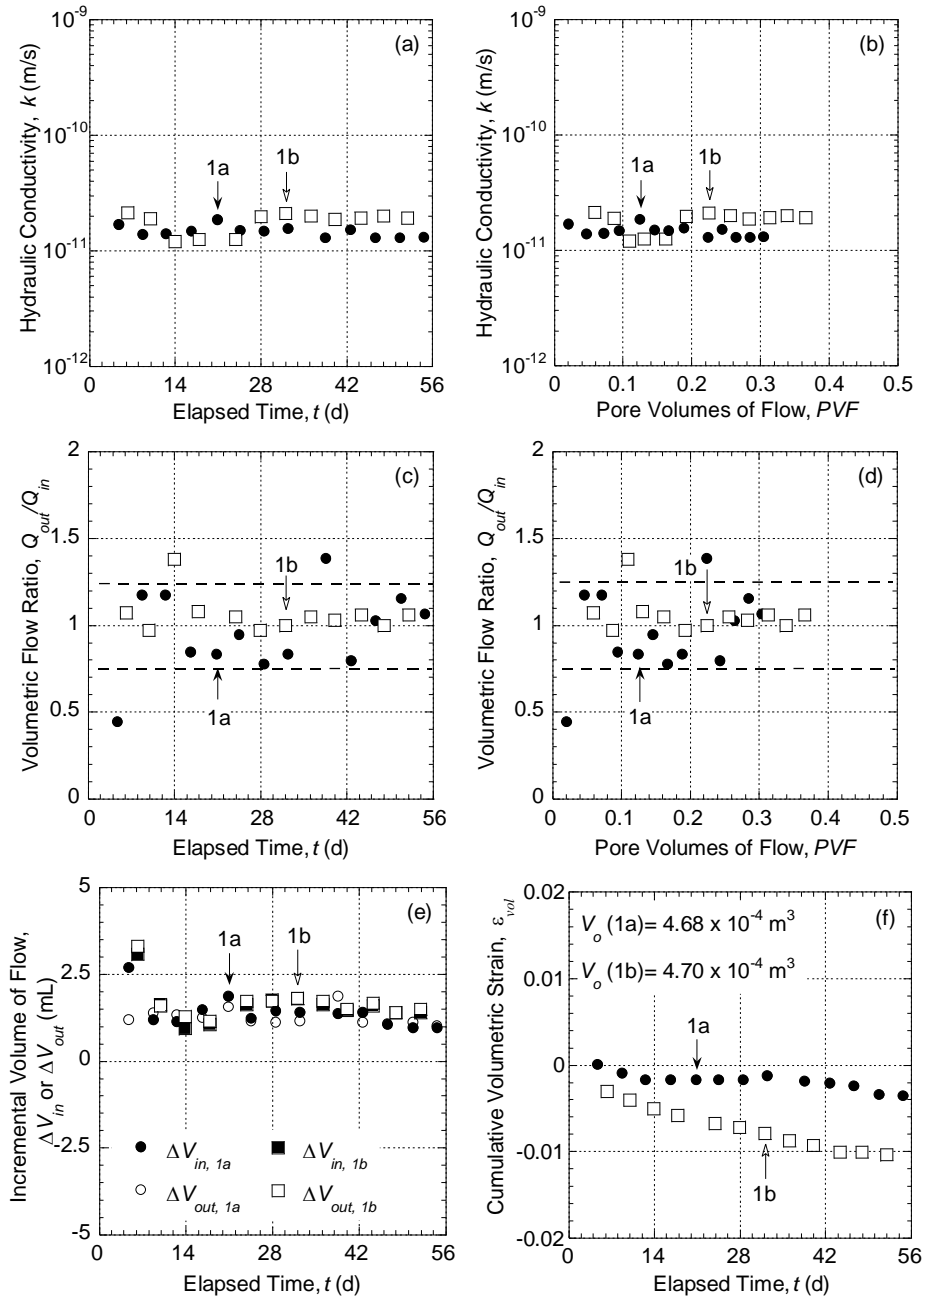 10⁻⁹
10⁻¹⁰
10⁻¹¹
10⁻¹²
Hydraulic Conductivity, k (m/s)
(a)
1a
1b
0 14 28 42 56
Elapsed Time, t (d)
10⁻⁹
10⁻¹⁰
10⁻¹¹
10⁻¹²
Hydraulic Conductivity, k (m/s)
(b)
1a
1b
0 0.1 0.2 0.3 0.4 0.5
Pore Volumes of Flow, PVF
2
1.5
1
0.5
0
Volumetric Flow Ratio, Q_out/Q_in
(c)
1b
1a
0 14 28 42 56
Elapsed Time, t (d)
2
1.5
1
0.5
0
Volumetric Flow Ratio, Q_out/Q_in
(d)
1b
1a
0 0.1 0.2 0.3 0.4 0.5
Pore Volumes of Flow, PVF
5
2.5
0
-2.5
-5
Incremental Volume of Flow,
ΔV_in or ΔV_out (mL)
(e)
1a
1b
ΔV_in, 1a
ΔV_in, 1b
ΔV_out, 1a
ΔV_out, 1b
0 14 28 42 56
Elapsed Time, t (d)
0.02
0.01
0
-0.01
-0.02
Cumulative Volumetric Strain, ε_vol
(f)
V_o (1a)= 4.68 x 10⁻⁴ m³
V_o (1b)= 4.70 x 10⁻⁴ m³
1a
1b
0 14 28 42 56
Elapsed Time, t (d)